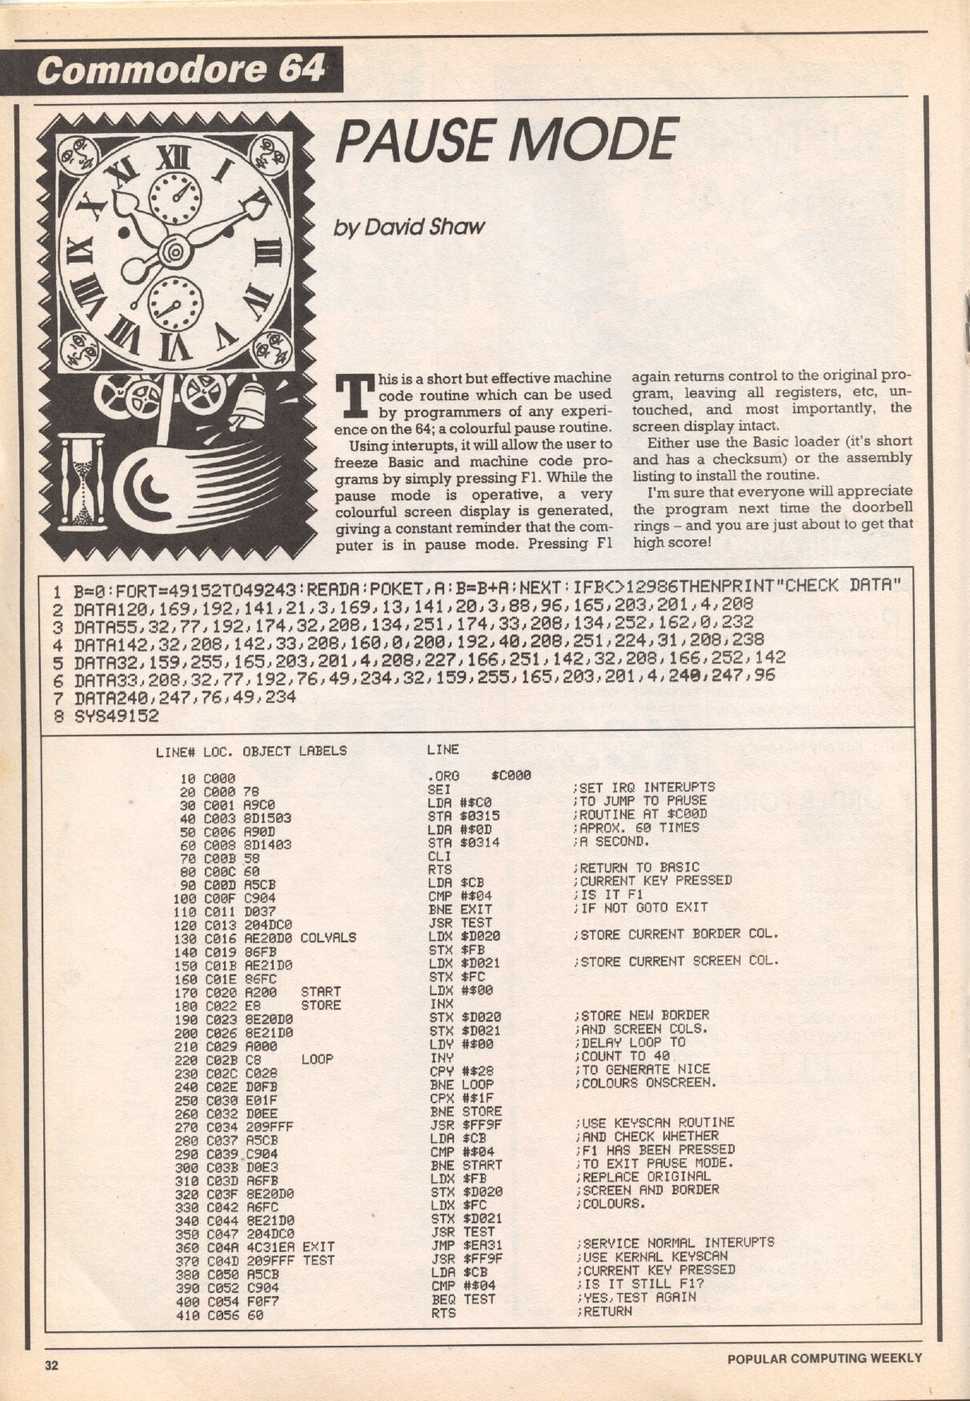 Commodore 64
PAUSE MODE
by David Shaw
XII
I
II
III
IV
V
VI
VII
VIII
IX
X
XI
This is a short but effective machine
code routine which can be used
by programmers of any experi-
ence on the 64; a colourful pause routine.
Using interupts, it will allow the user to
freeze Basic and machine code pro-
grams by simply pressing F1. While the
pause mode is operative, a very
colourful screen display is generated,
giving a constant reminder that the com-
puter is in pause mode. Pressing F1
again returns control to the original pro-
gram, leaving all registers, etc, un-
touched, and most importantly, the
screen display intact.
Either use the Basic loader (it's short
and has a checksum) or the assembly
listing to install the routine.
I'm sure that everyone will appreciate
the program next time the doorbell
rings – and you are just about to get that
high score!
1 B=0:FORT=49152TO49243:READA:POKET,A:B=B+A:NEXT:IFB<>12986THENPRINT"CHECK DATA"
2 DATA120,169,192,141,21,3,169,13,141,20,3,88,96,165,203,201,4,208
3 DATA55,32,77,192,174,32,208,134,251,174,33,208,134,252,162,0,232
4 DATA142,32,208,142,33,208,160,0,200,192,40,208,251,224,31,208,238
5 DATA32,159,255,165,203,201,4,208,227,166,251,142,32,208,166,252,142
6 DATA33,208,32,77,192,76,49,234,32,159,255,165,203,201,4,240,247,96
7 DATA240,247,76,49,234
8 SYS49152
LINE# LOC. OBJECT LABELS LINE
10 C000 .ORG $C000
20 C000 78 SEI ;SET IRQ INTERUPTS
30 C001 A9C0 LDA #$C0 ;TO JUMP TO PAUSE
40 C003 8D1503 STA $0315 ;ROUTINE AT $C00D
50 C006 A90D LDA #$0D ;APROX. 60 TIMES
60 C008 8D1403 STA $0314 ;A SECOND.
70 C00B 58 CLI
80 C00C 60 RTS ;RETURN TO BASIC
90 C00D A5CB LDA $CB ;CURRENT KEY PRESSED
100 C00F C904 CMP #$04 ;IS IT F1
110 C011 D037 BNE EXIT ;IF NOT GOTO EXIT
120 C013 204DC0 JSR TEST
130 C016 AE20D0 COLVALS LDX $D020 ;STORE CURRENT BORDER COL.
140 C019 86FB STX $FB
150 C01B AE21D0 LDX $D021 ;STORE CURRENT SCREEN COL.
160 C01E 86FC STX $FC
170 C020 A200 START LDX #$00
180 C022 E8 STORE INX
190 C023 8E20D0 STX $D020 ;STORE NEW BORDER
200 C026 8E21D0 STX $D021 ;AND SCREEN COLS.
210 C029 A000 LDY #$00 ;DELAY LOOP TO
220 C02B C8 LOOP INY ;COUNT TO 40
230 C02C C028 CPY #$28 ;TO GENERATE NICE
240 C02E D0FB BNE LOOP ;COLOURS ONSCREEN.
250 C030 E01F CPX #$1F
260 C032 D0EE BNE STORE
270 C034 209FFF JSR $FF9F ;USE KEYSCAN ROUTINE
280 C037 A5CB LDA $CB ;AND CHECK WHETHER
290 C039 C904 CMP #$04 ;F1 HAS BEEN PRESSED
300 C03B D0E3 BNE START ;TO EXIT PAUSE MODE.
310 C03D A6FB LDX $FB ;REPLACE ORIGINAL
320 C03F 8E20D0 STX $D020 ;SCREEN AND BORDER
330 C042 A6FC LDX $FC ;COLOURS.
340 C044 8E21D0 STX $D021
350 C047 204DC0 JSR TEST
360 C04A 4C31EA EXIT JMP $EA31 ;SERVICE NORMAL INTERUPTS
370 C04D 209FFF TEST JSR $FF9F ;USE KERNAL KEYSCAN
380 C050 A5CB LDA $CB ;CURRENT KEY PRESSED
390 C052 C904 CMP #$04 ;IS IT STILL F1?
400 C054 F0F7 BEQ TEST ;YES,TEST AGAIN
410 C056 60 RTS ;RETURN
32
POPULAR COMPUTING WEEKLY